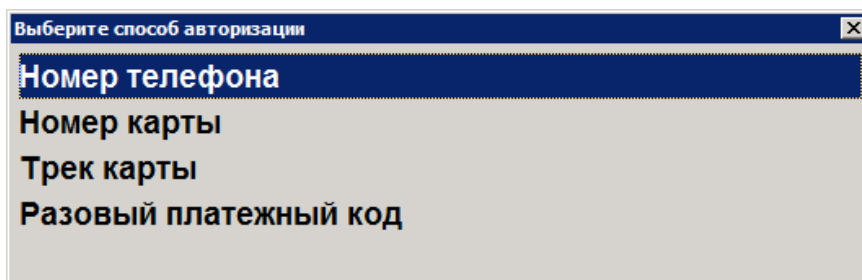 Выберите способ авторизации
Номер телефона
Номер карты
Трек карты
Разовый платежный код